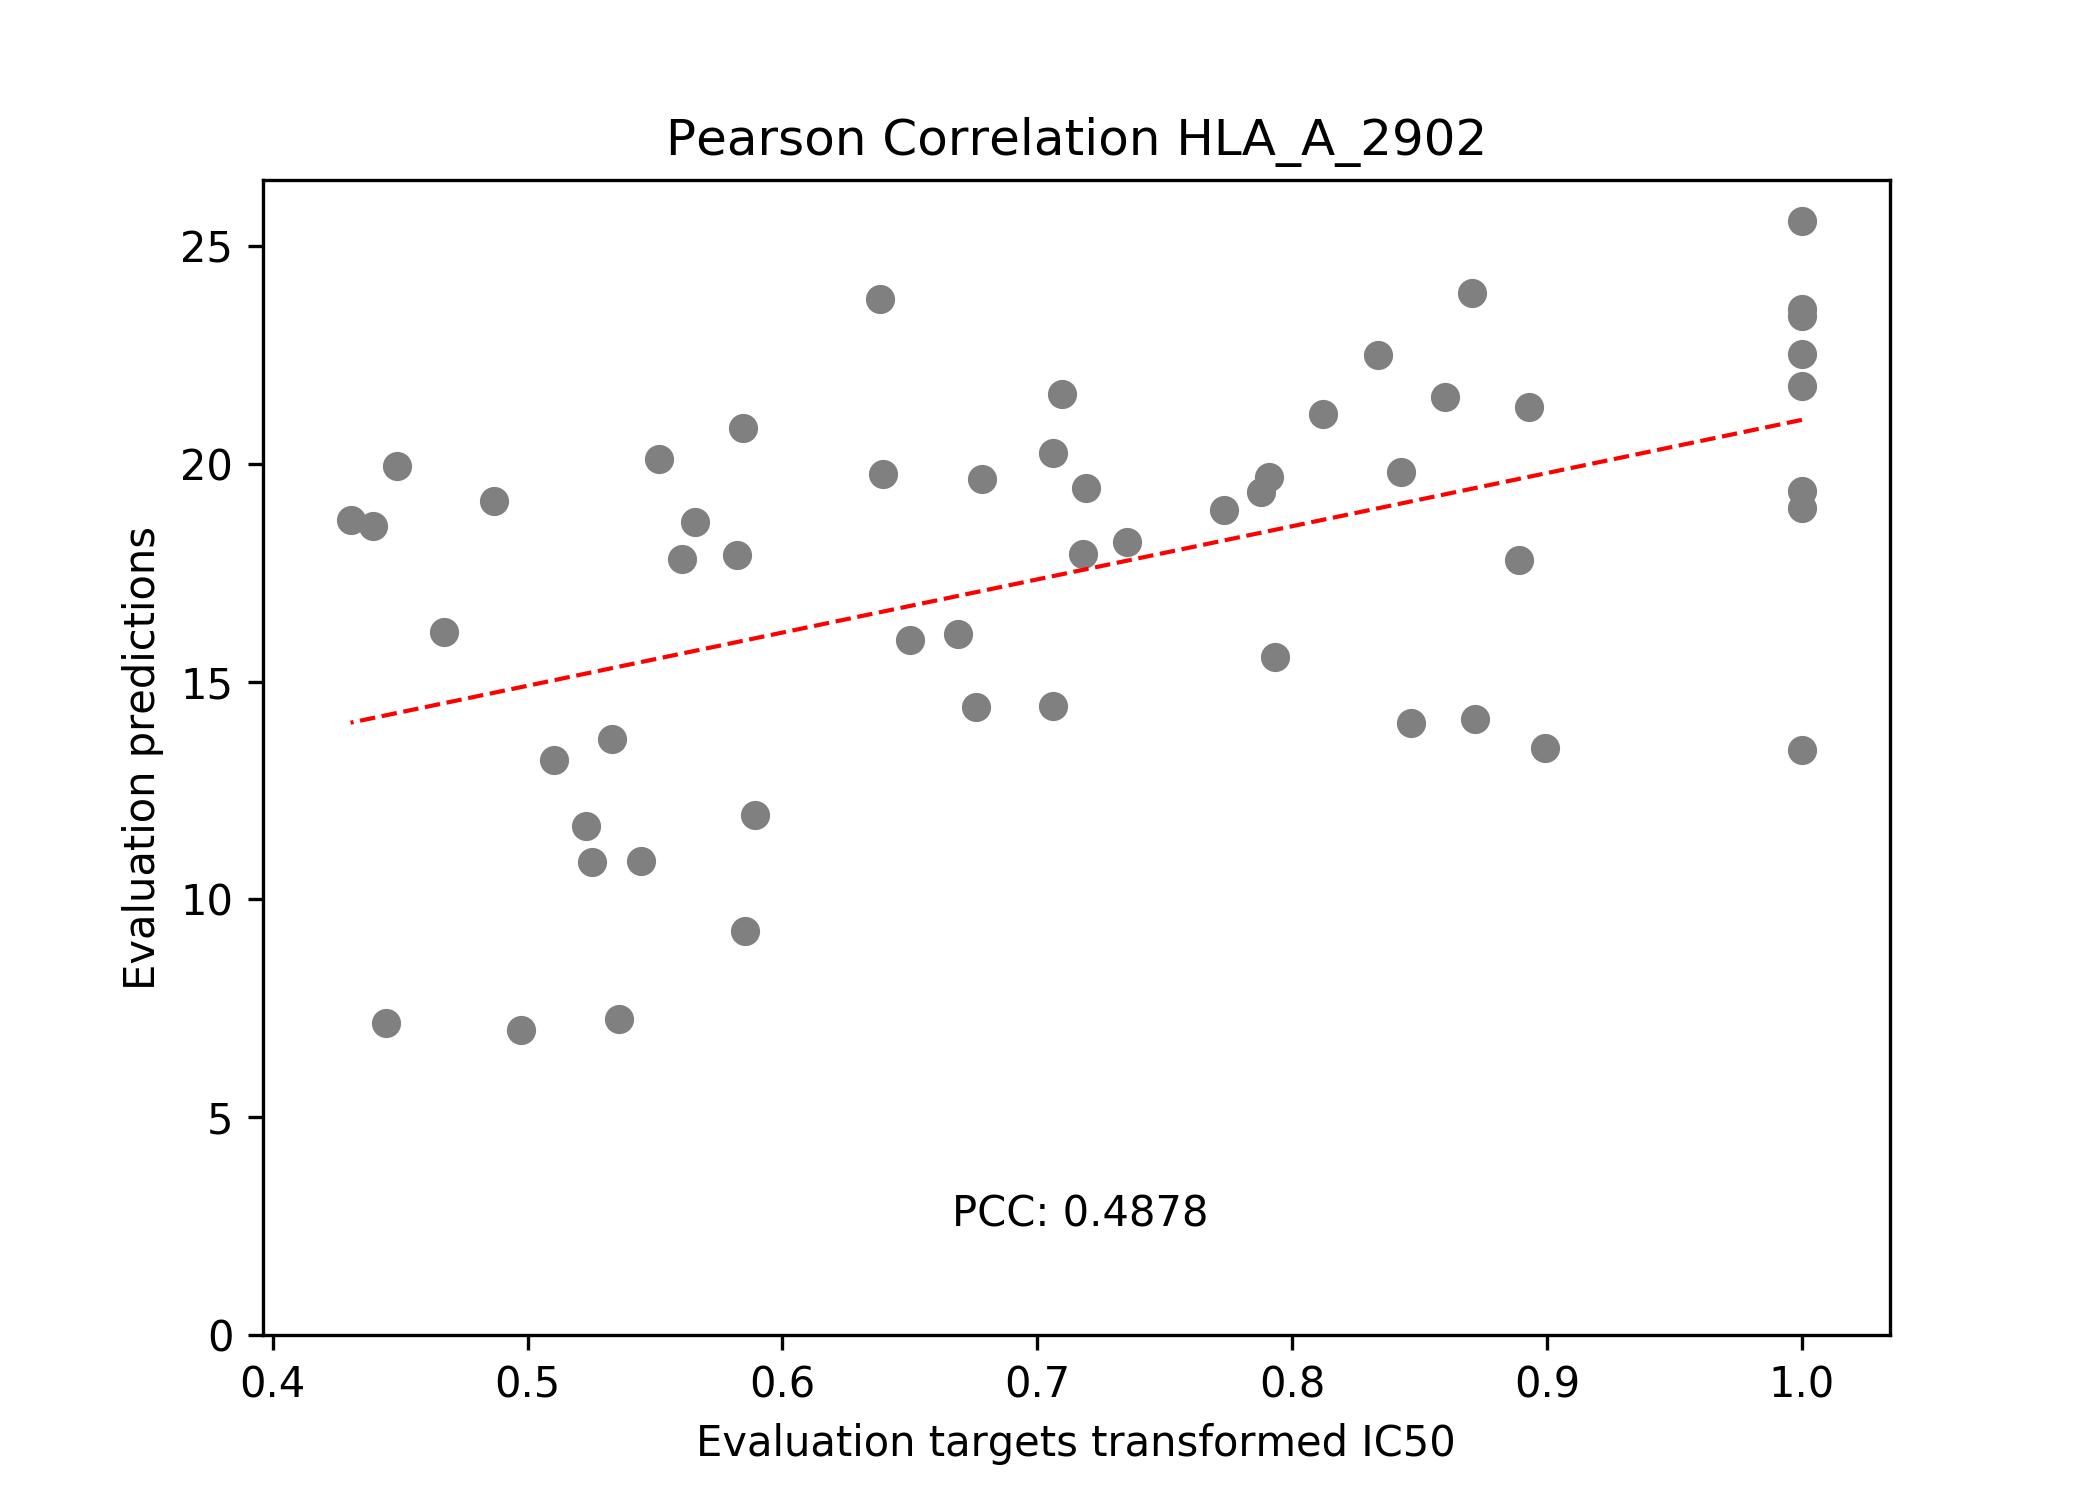 Pearson Correlation HLA_A_2902
25
20
15
10
5
0
Evaluation predictions
PCC: 0.4878
0.4 0.5 0.6 0.7 0.8 0.9 1.0
Evaluation targets transformed IC50